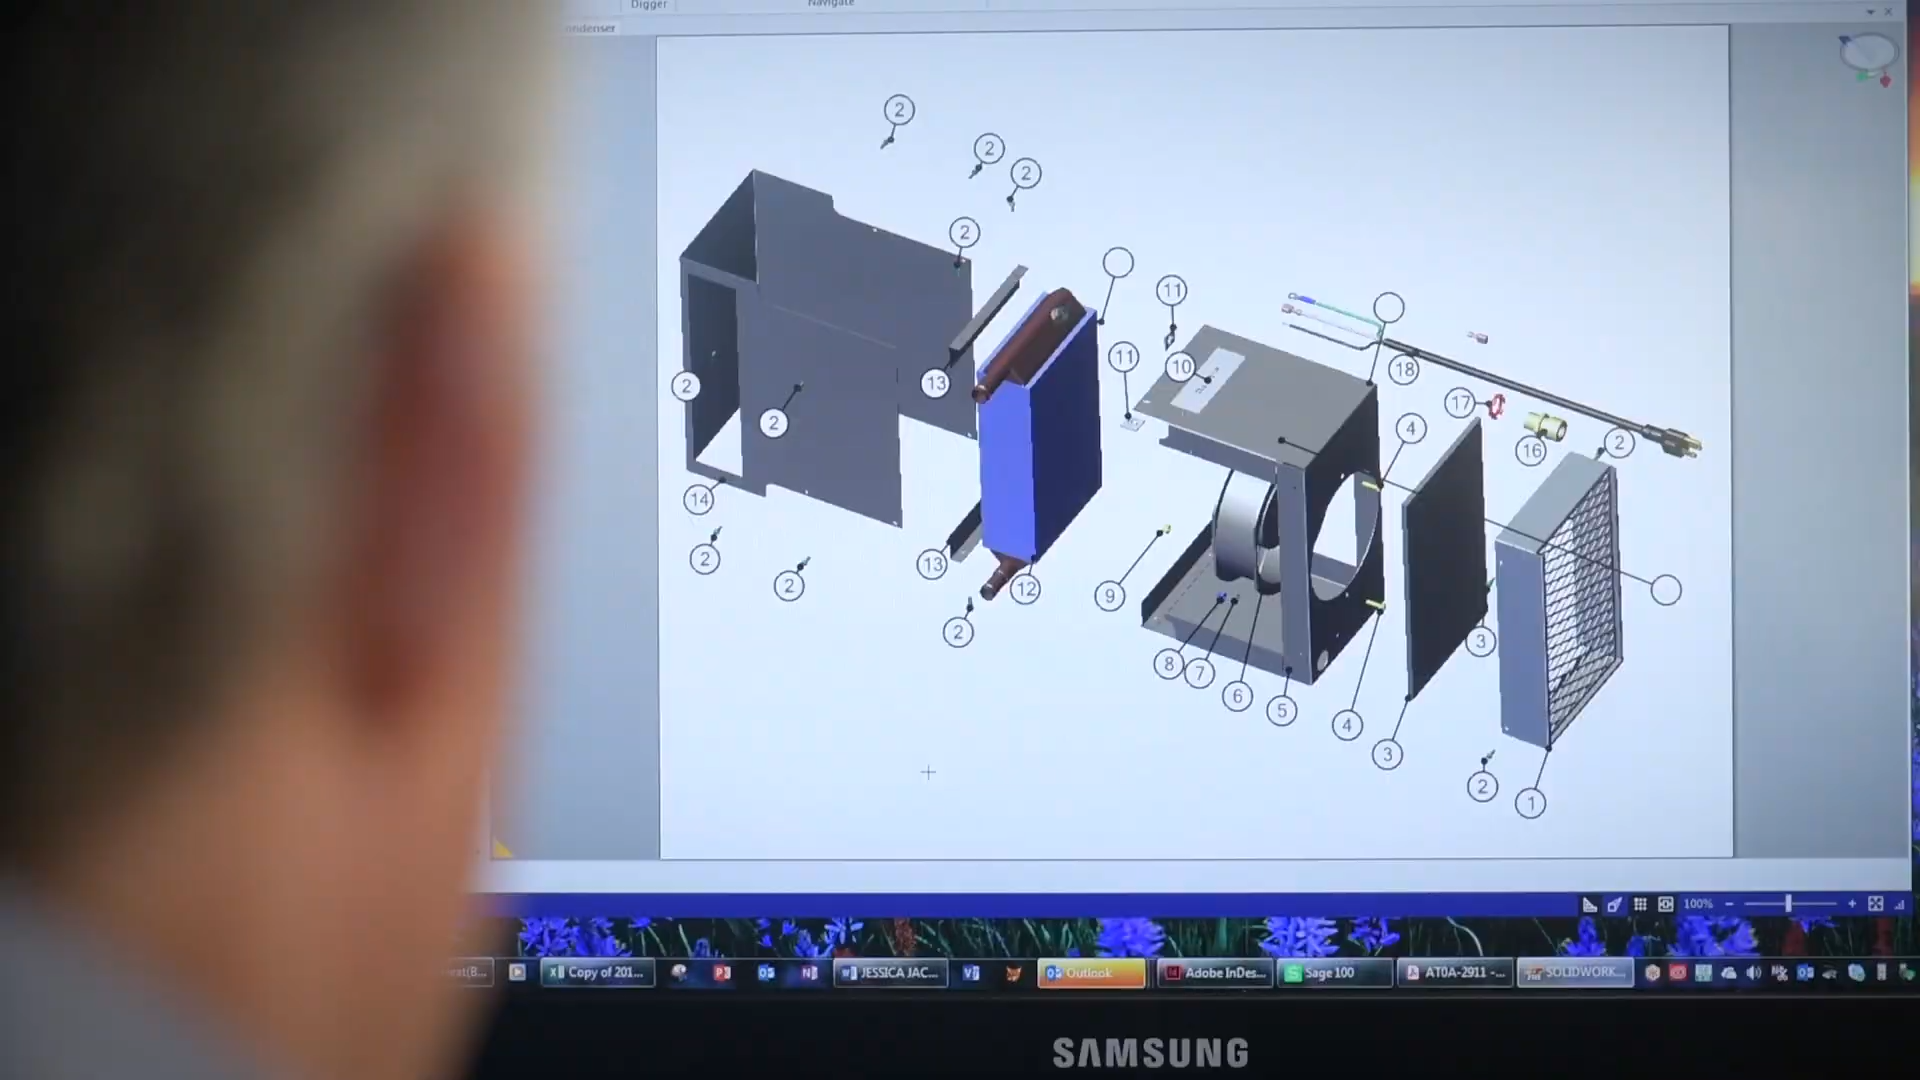 Digger
Navigate
ondenser
2
2
2
2
11
13
11
10
18
17
4
16
2
2
2
14
13
12
2
2
2
9
8
7
6
5
4
3
3
2
1
100%
eat(B...
Copy of 201...
JESSICA JAC...
Outlook
Adobe InDes...
Sage 100
AT0A-2911 -...
SOLIDWORK...
SAMSUNG